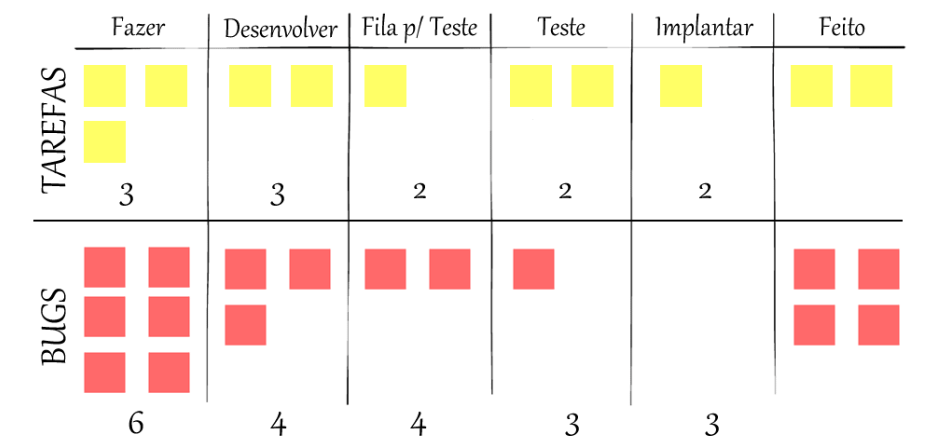 Fazer
Desenvolver
Fila p/ Teste
Teste
Implantar
Feito
TAREFAS
3
3
2
2
2
BUGS
6
4
4
3
3